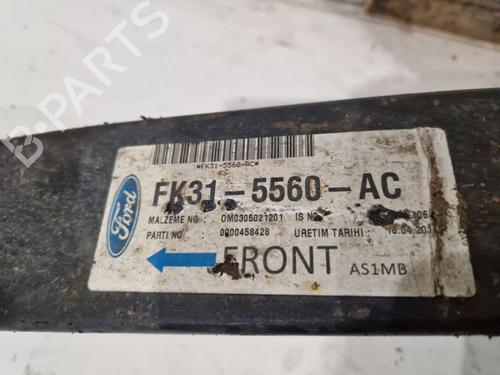 B-PARTS
*FK31-5560-AC*
Ford
FK31-5560-AC
MALZEME NO : OM0305021201 IS NO
PARTI NO : 0000458428 URETIM TARIHI :
FRONT AS1MB